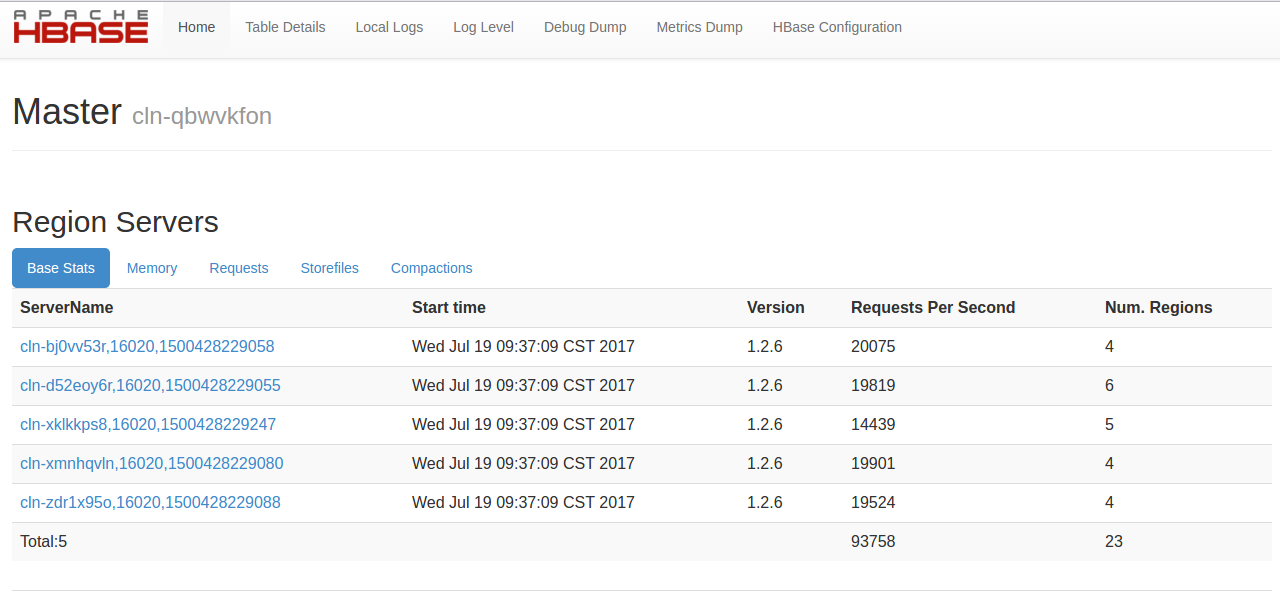 APACHE
HBASE Home Table Details Local Logs Log Level Debug Dump Metrics Dump HBase Configuration
Master cln-qbwvkfon
Region Servers
Base Stats Memory Requests Storefiles Compactions
ServerName Start time Version Requests Per Second Num. Regions
cln-bj0vv53r,16020,1500428229058 Wed Jul 19 09:37:09 CST 2017 1.2.6 20075 4
cln-d52eoy6r,16020,1500428229055 Wed Jul 19 09:37:09 CST 2017 1.2.6 19819 6
cln-xklkkps8,16020,1500428229247 Wed Jul 19 09:37:09 CST 2017 1.2.6 14439 5
cln-xmnhqvln,16020,1500428229080 Wed Jul 19 09:37:09 CST 2017 1.2.6 19901 4
cln-zdr1x95o,16020,1500428229088 Wed Jul 19 09:37:09 CST 2017 1.2.6 19524 4
Total:5 93758 23